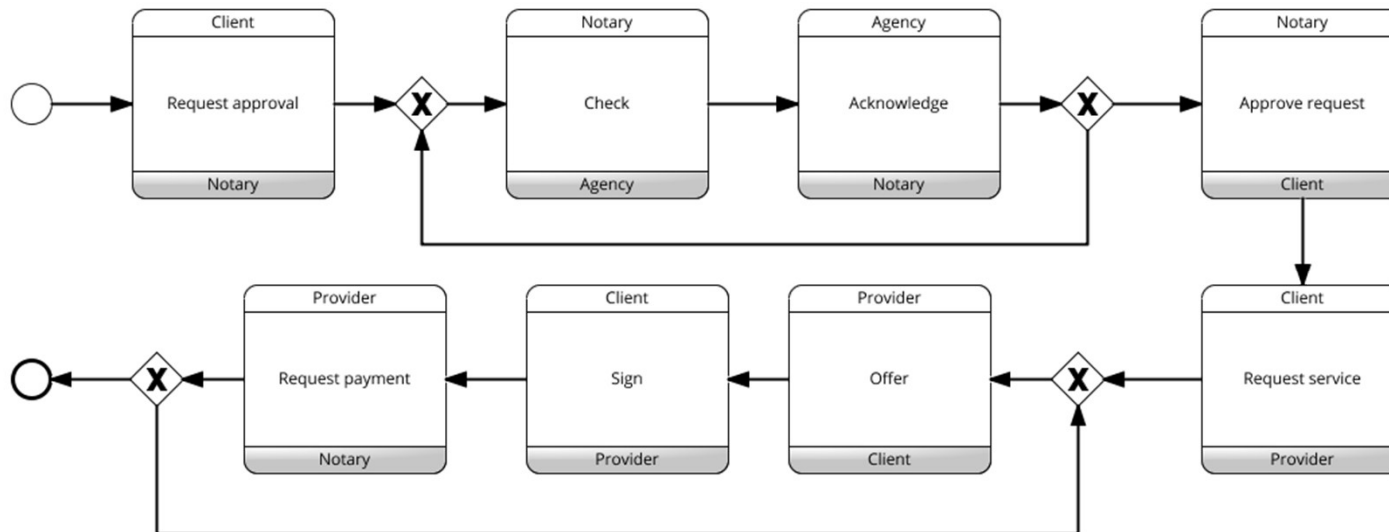 Client
Request approval
Notary
X
Notary
Check
Agency
Agency
Acknowledge
Notary
X
Notary
Approve request
Client
Client
Request service
Provider
X
Provider
Offer
Client
Client
Sign
Provider
Provider
Request payment
Notary
X